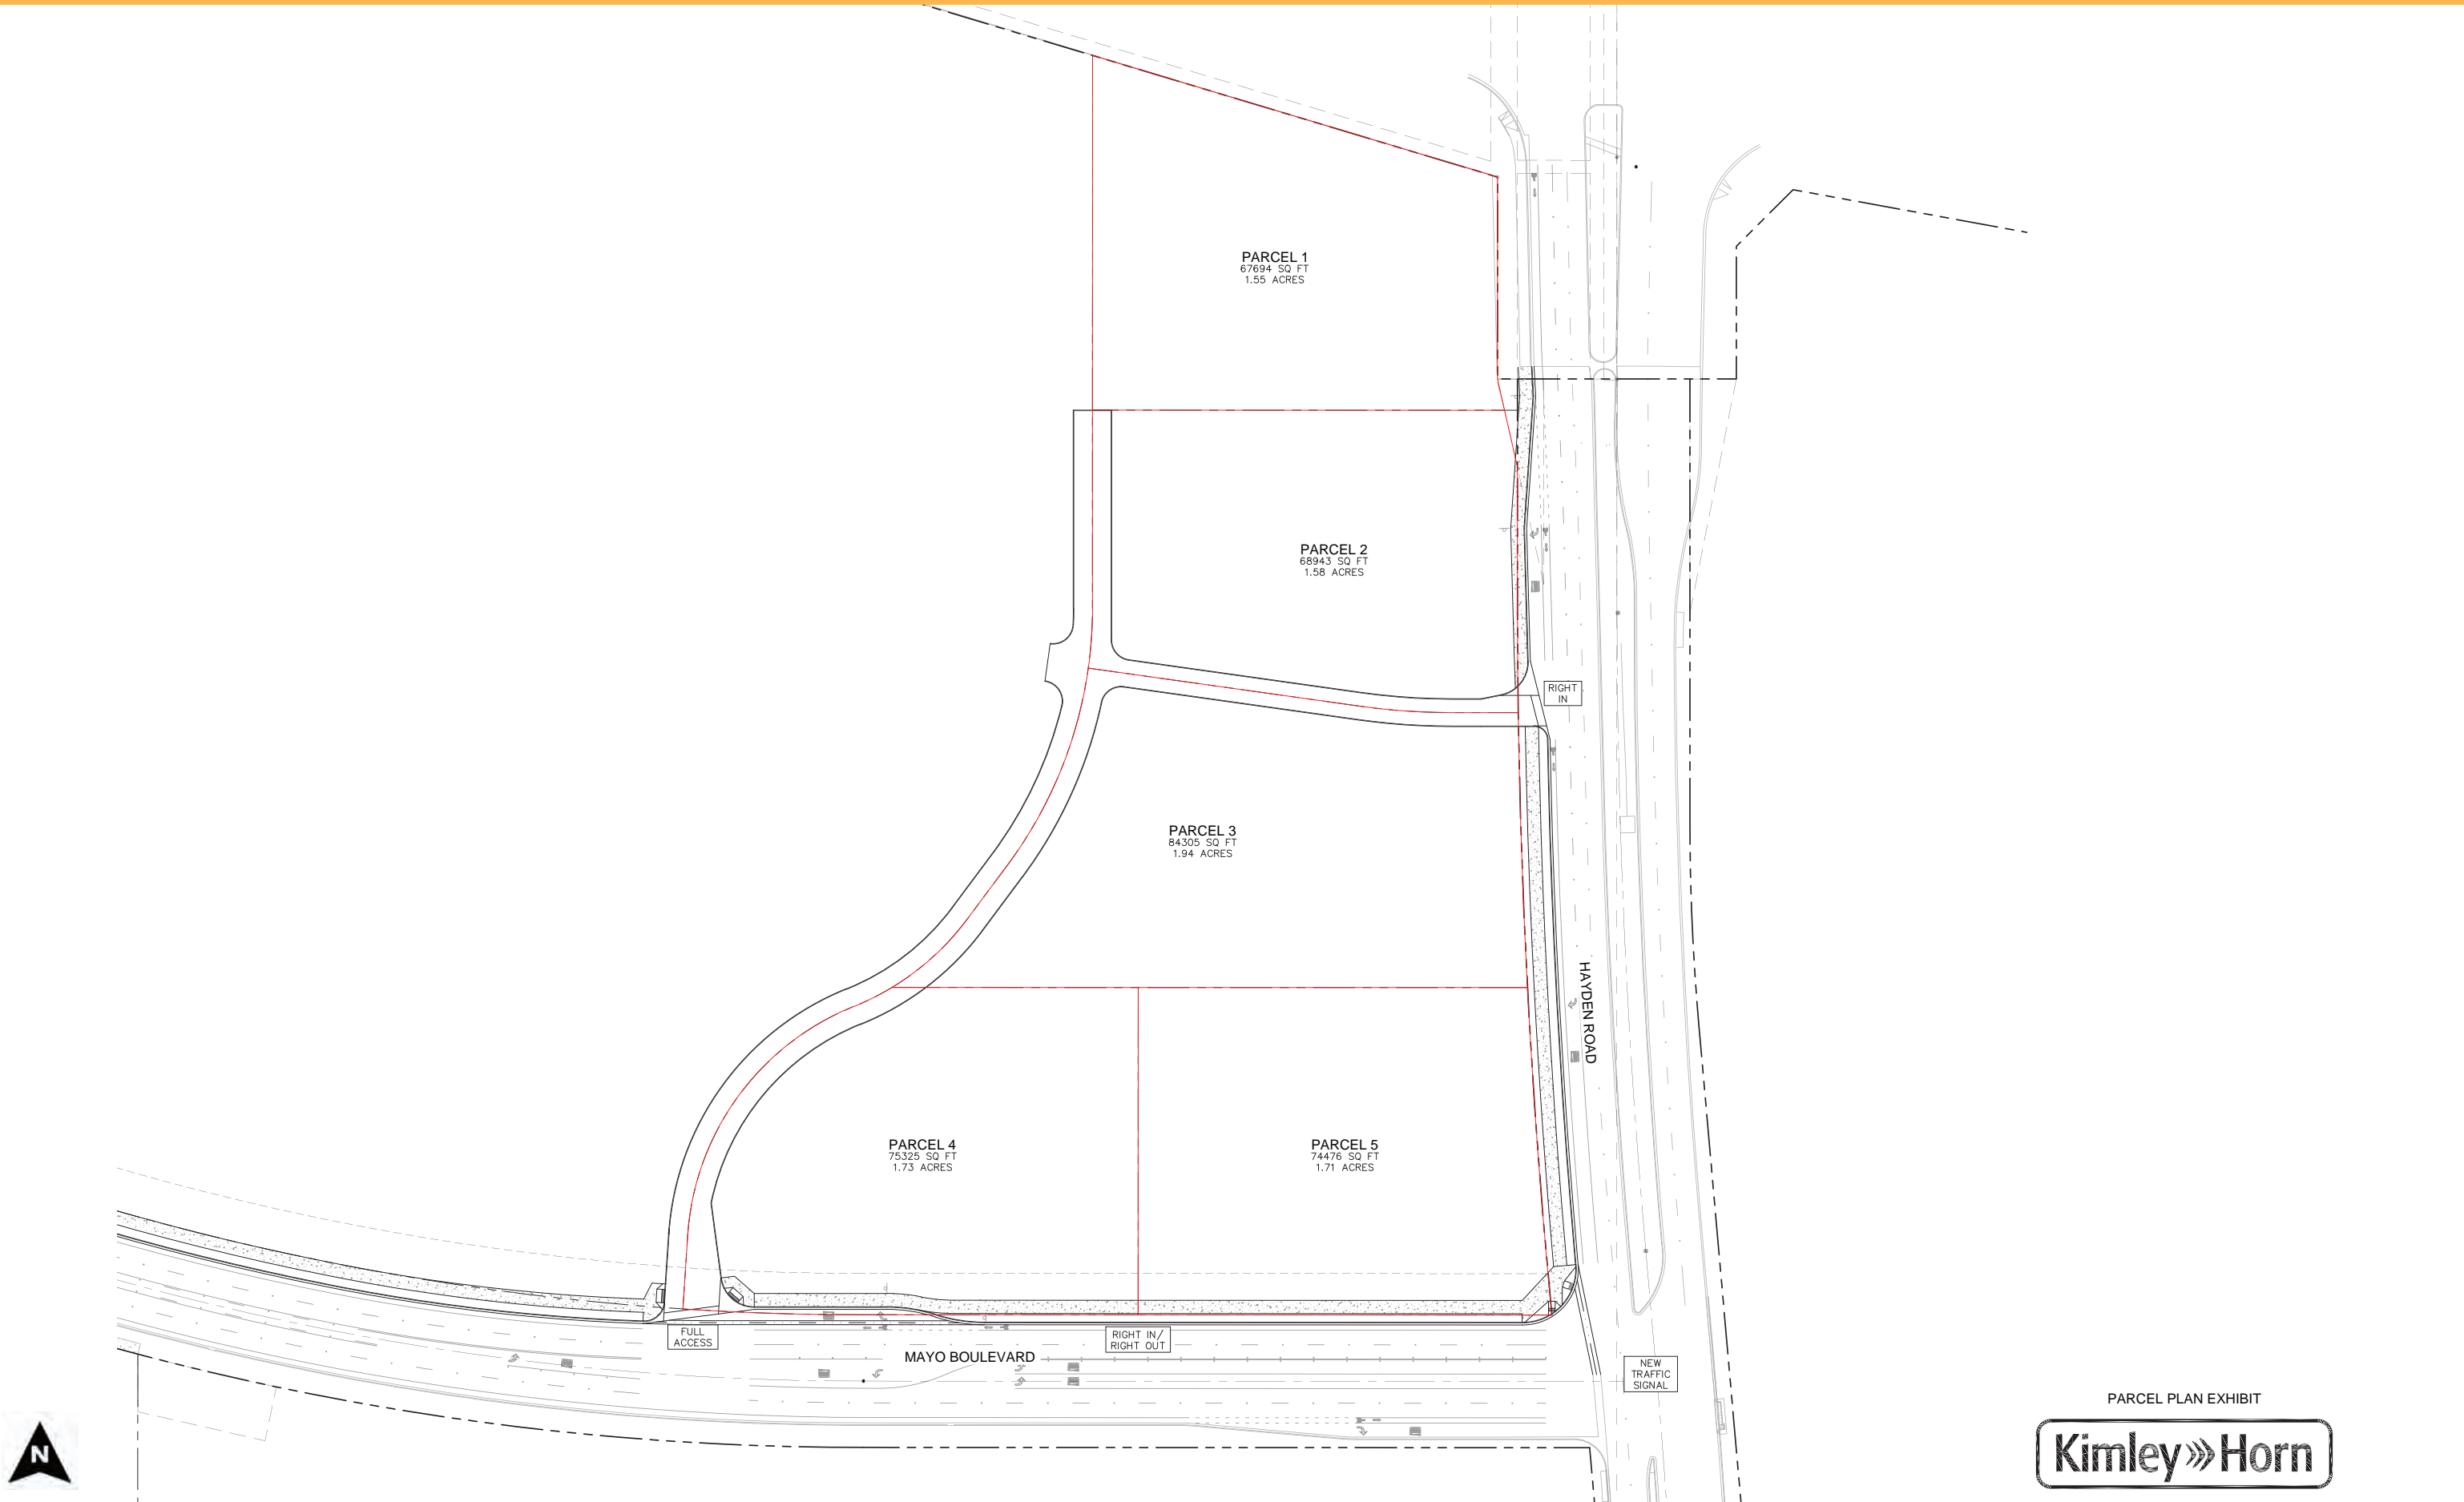 PARCEL 1
67694 SQ FT
1.55 ACRES
PARCEL 2
68943 SQ FT
1.58 ACRES
RIGHT
IN
PARCEL 3
84305 SQ FT
1.94 ACRES
HAYDEN ROAD
PARCEL 4
75325 SQ FT
1.73 ACRES
PARCEL 5
74476 SQ FT
1.71 ACRES
FULL
ACCESS
RIGHT IN/
RIGHT OUT
MAYO BOULEVARD
NEW
TRAFFIC
SIGNAL
PARCEL PLAN EXHIBIT
N
Kimley»Horn